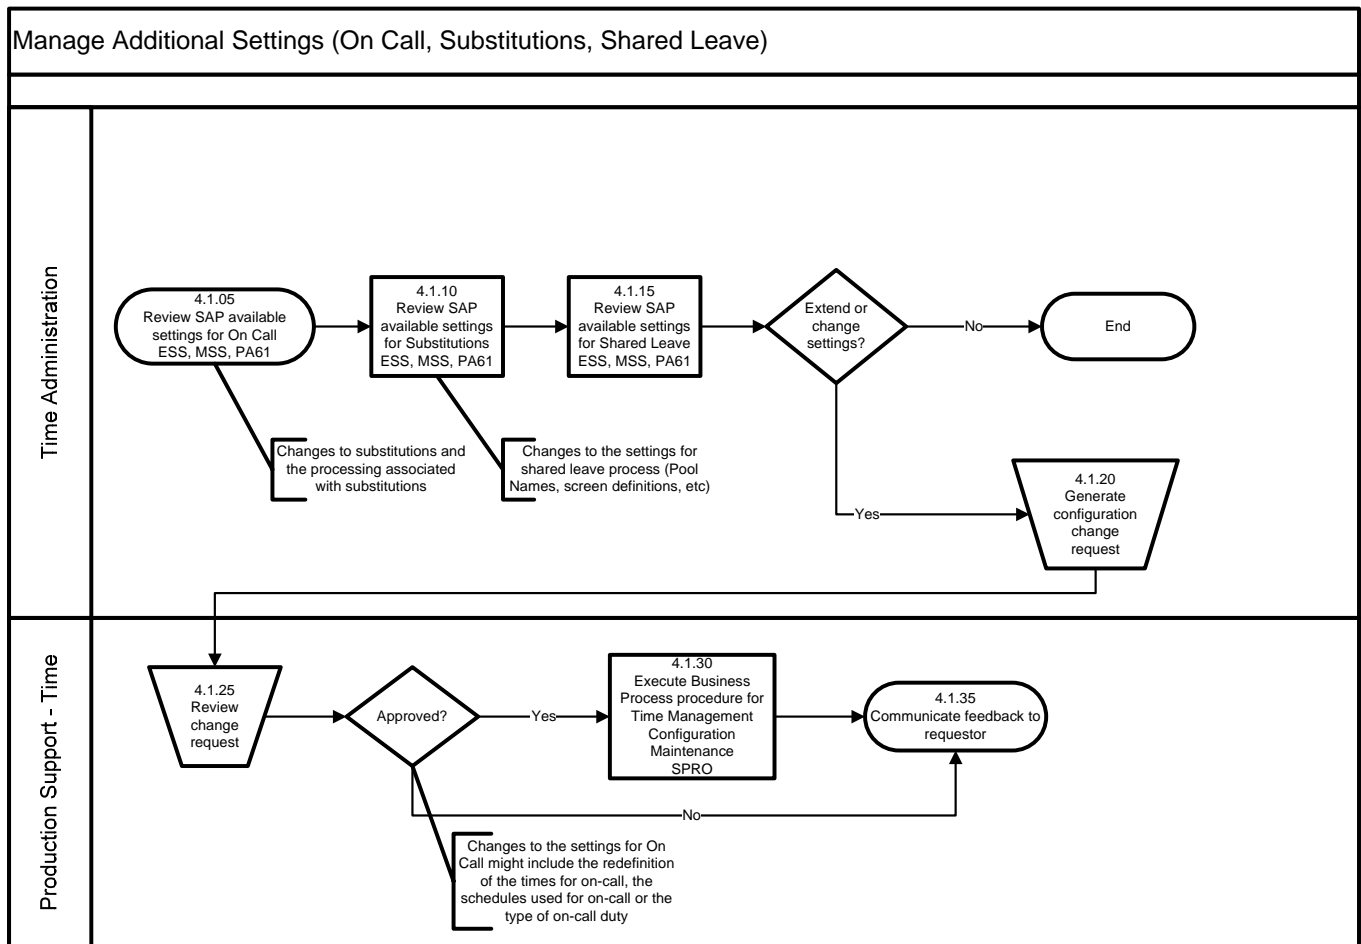 Manage Additional Settings (On Call, Substitutions, Shared Leave)
Time Administration
4.1.05
Review SAP available
settings for On Call
ESS, MSS, PA61
4.1.10
Review SAP
available settings
for Substitutions
ESS, MSS, PA61
4.1.15
Review SAP
available settings
for Shared Leave
ESS, MSS, PA61
Extend or
change
settings?
No
End
Changes to substitutions and
the processing associated
with substitutions
Changes to the settings for
shared leave process (Pool
Names, screen definitions, etc)
Yes
4.1.20
Generate
configuration
change
request
Production Support - Time
4.1.25
Review
change
request
Approved?
Yes
4.1.30
Execute Business
Process procedure for
Time Management
Configuration
Maintenance
SPRO
4.1.35
Communicate feedback to
requestor
No
Changes to the settings for On
Call might include the redefinition
of the times for on-call, the
schedules used for on-call or the
type of on-call duty